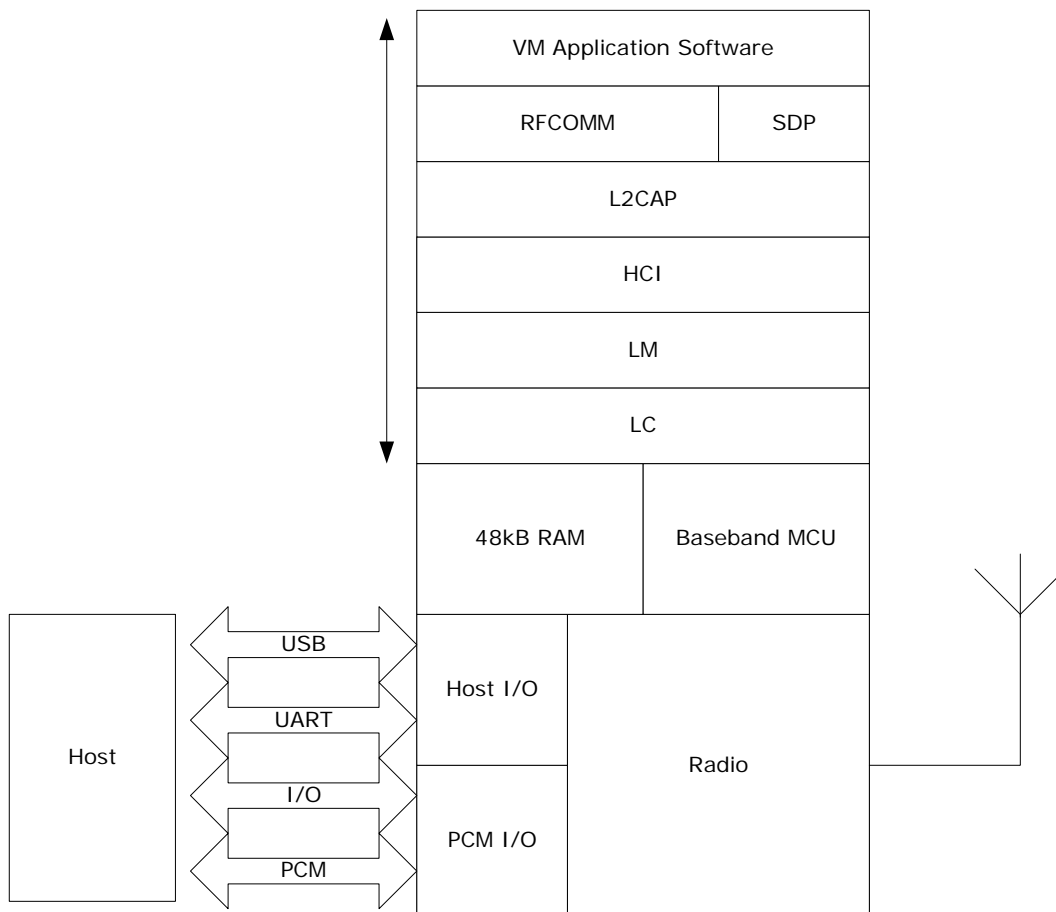 VM Application Software
RFCOMM
SDP
L2CAP
HCI
LM
LC
48kB RAM
Baseband MCU
USB
Host I/O
UART
Host
Radio
I/O
PCM I/O
PCM